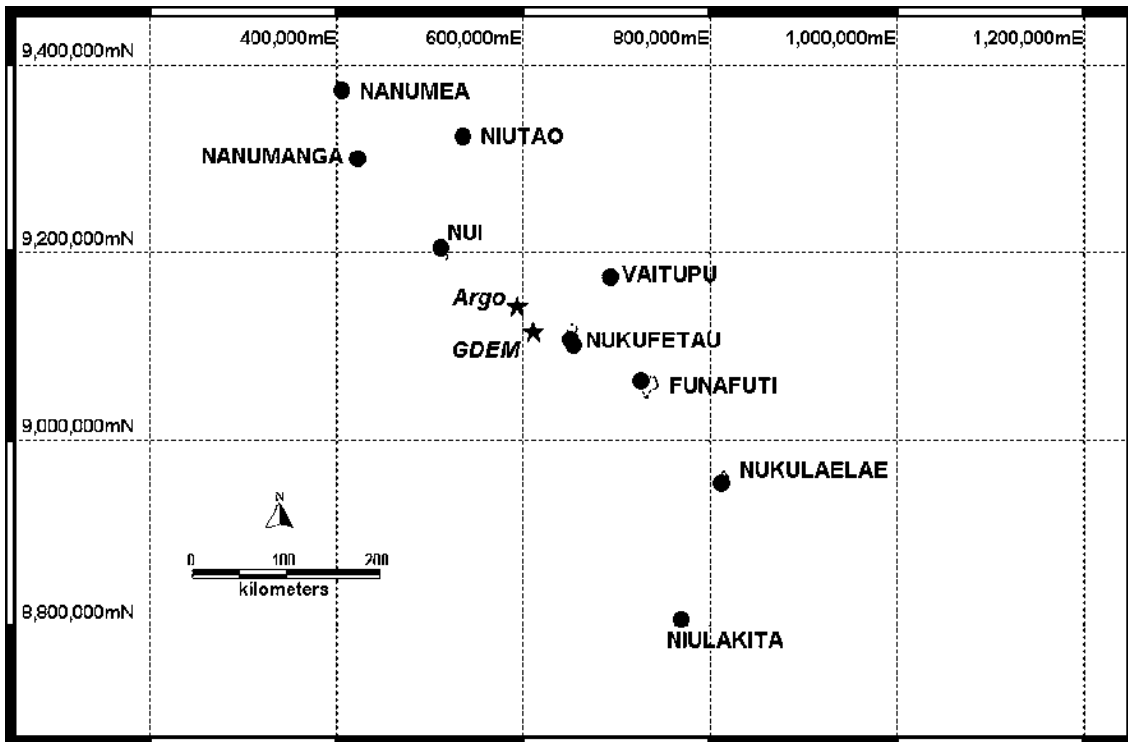 400,000mE 600,000mE 800,000mE 1,000,000mE 1,200,000mE
9,400,000mN
NANUMEA
NIUTAO
NANUMANGA
NUI
9,200,000mN
VAITUPU
Argo
GDEM
NUKUFETAU
FUNAFUTI
9,000,000mN
NUKULAELAE
N
0 100 200
kilometers
8,800,000mN
NIULAKITA